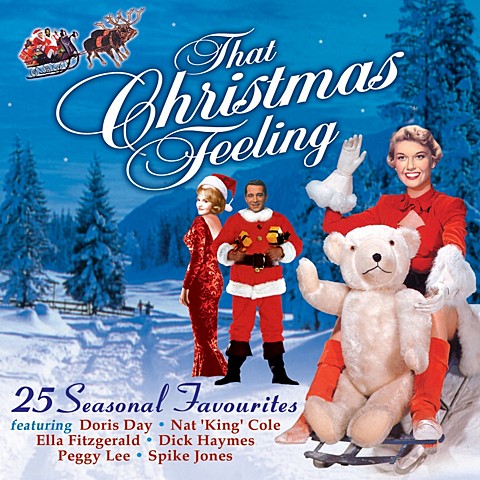 That
Christmas
Feeling
25 Seasonal Favourites
featuring Doris Day • Nat 'King' Cole
Ella Fitzgerald • Dick Haymes
Peggy Lee • Spike Jones